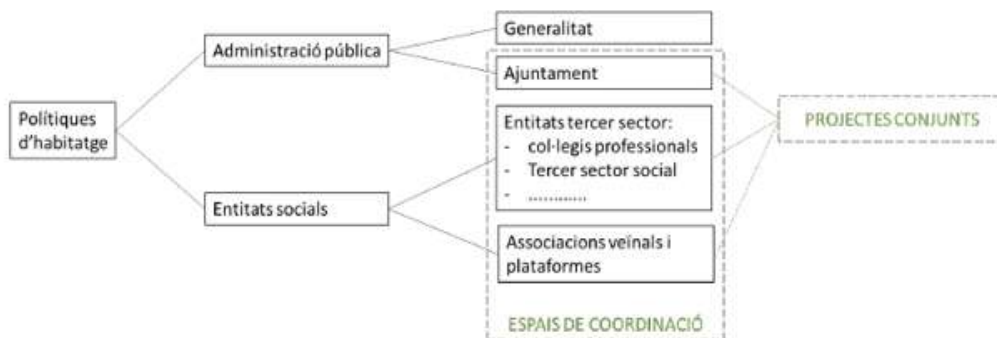 Generalitat
Administració pública
Ajuntament
Polítiques
d'habitatge
Entitats tercer sector:
- col·legis professionals
- Tercer sector social
- ............
PROJECTES CONJUNTS
Entitats socials
Associacions veïnals i
plataformes
ESPAIS DE COORDINACIÓ